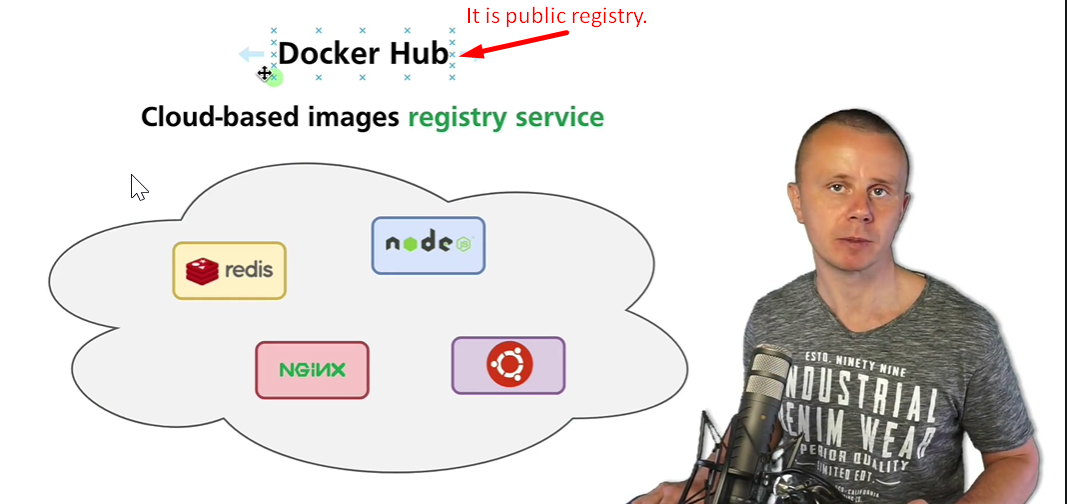 It is public registry.
Docker Hub
Cloud-based images registry service
redis
node
NGINX
ESTD. NINETY NINE
INDUSTRIAL
DENIM WEAR
PERIOR QUALITY
LIMITED EDT.